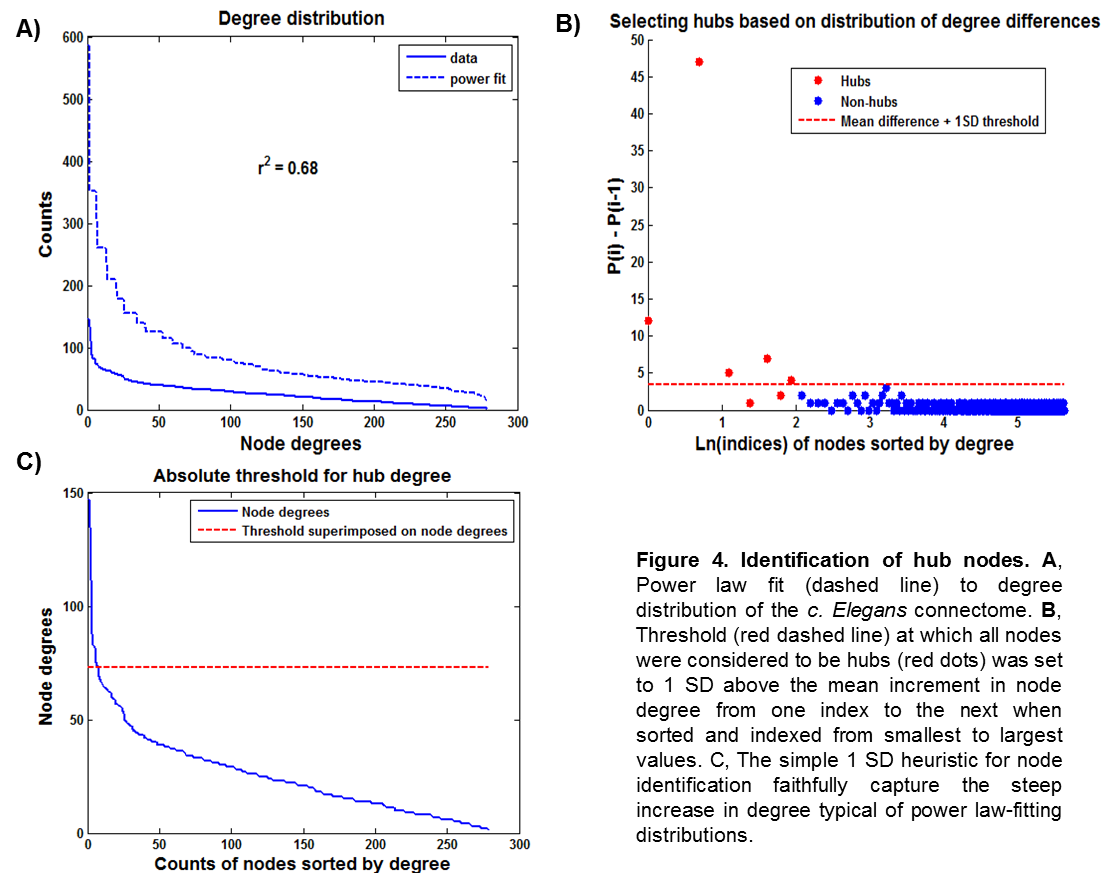 A)
Degree distribution
600
500
400
300
200
100
0
Counts
data
power fit
r² = 0.68
0 50 100 150 200 250 300
Node degrees
B)
Selecting hubs based on distribution of degree differences
50
45
40
35
30
25
20
15
10
5
0
P(i) - P(i-1)
Hubs
Non-hubs
Mean difference + 1SD threshold
0 1 2 3 4 5
Ln(indices) of nodes sorted by degree
C)
Absolute threshold for hub degree
150
100
50
0
Node degrees
Node degrees
Threshold superimposed on node degrees
0 50 100 150 200 250 300
Counts of nodes sorted by degree
Figure 4. Identification of hub nodes. A,
Power law fit (dashed line) to degree
distribution of the c. Elegans connectome. B,
Threshold (red dashed line) at which all nodes
were considered to be hubs (red dots) was set
to 1 SD above the mean increment in node
degree from one index to the next when
sorted and indexed from smallest to largest
values. C, The simple 1 SD heuristic for node
identification faithfully capture the steep
increase in degree typical of power law-fitting
distributions.